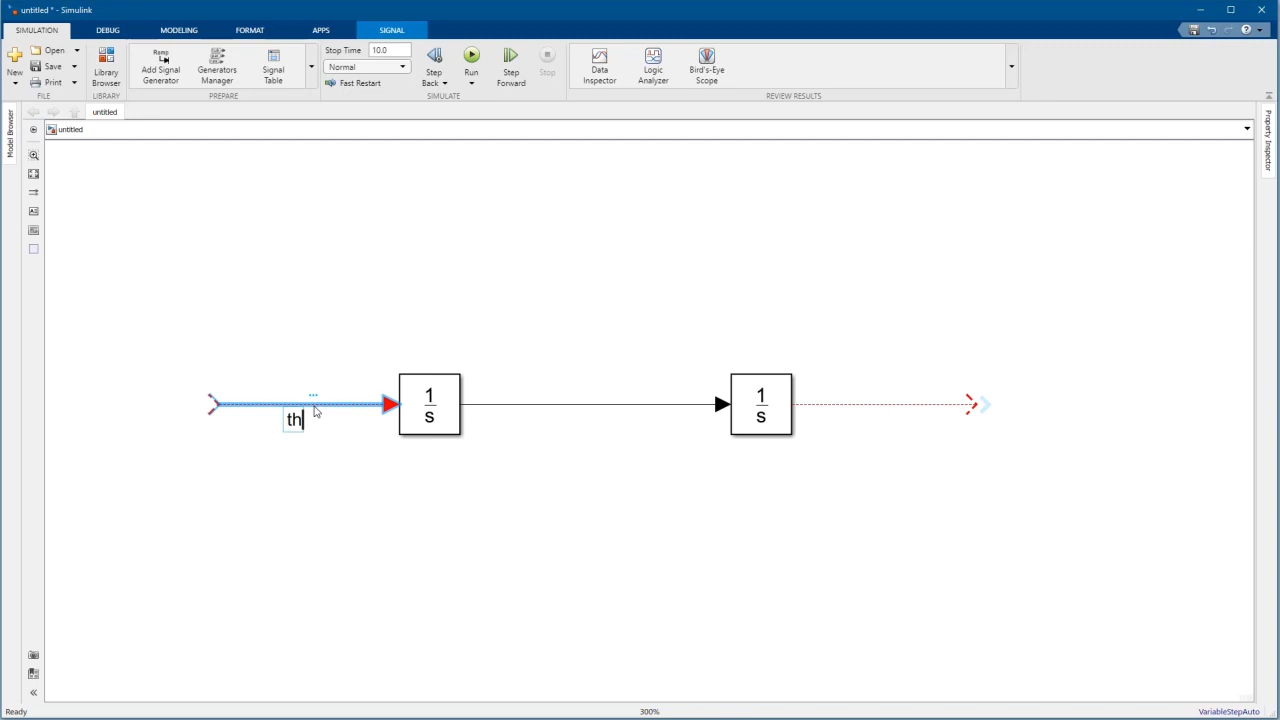 untitled * - Simulink
SIMULATION DEBUG MODELING FORMAT APPS SIGNAL
New
Open
Save
Print
FILE
Library Browser
LIBRARY
Ramp
Add Signal Generator
Generators Manager
Signal Table
PREPARE
Stop Time 10.0
Normal
Fast Restart
Step Back
Run
Step Forward
Stop
SIMULATE
Data Inspector
Logic Analyzer
Bird's-Eye Scope
REVIEW RESULTS
Model Browser
untitled
untitled
Property Inspector
th
1
s
1
s
Ready 300% VariableStepAuto